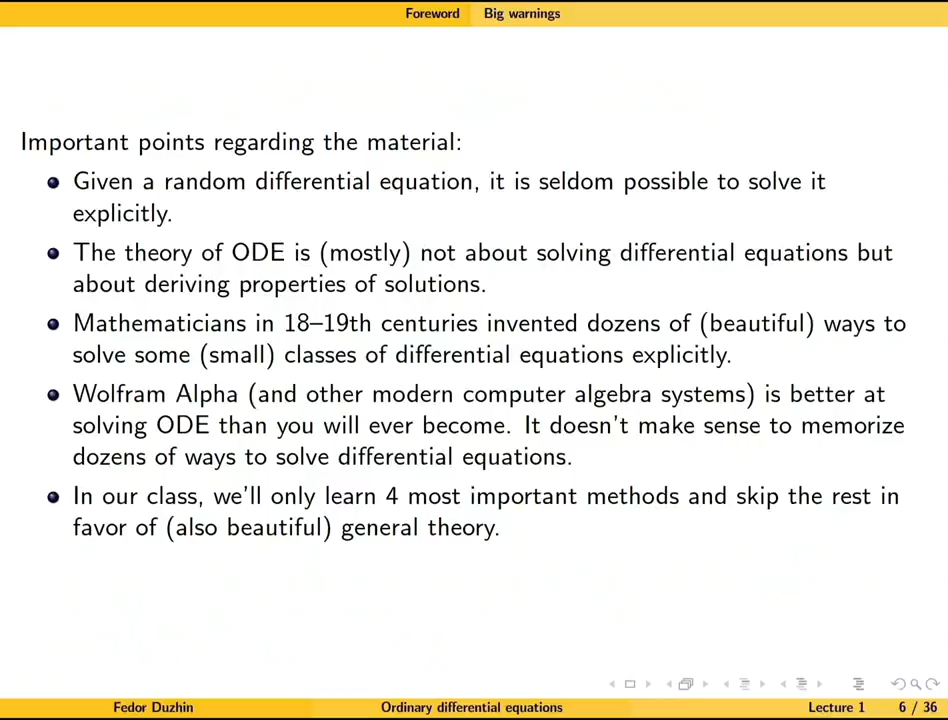 Foreword Big warnings
Important points regarding the material:
Given a random differential equation, it is seldom possible to solve it
explicitly.
The theory of ODE is (mostly) not about solving differential equations but
about deriving properties of solutions.
Mathematicians in 18–19th centuries invented dozens of (beautiful) ways to
solve some (small) classes of differential equations explicitly.
Wolfram Alpha (and other modern computer algebra systems) is better at
solving ODE than you will ever become. It doesn't make sense to memorize
dozens of ways to solve differential equations.
In our class, we'll only learn 4 most important methods and skip the rest in
favor of (also beautiful) general theory.
Fedor Duzhin Ordinary differential equations Lecture 1 6 / 36